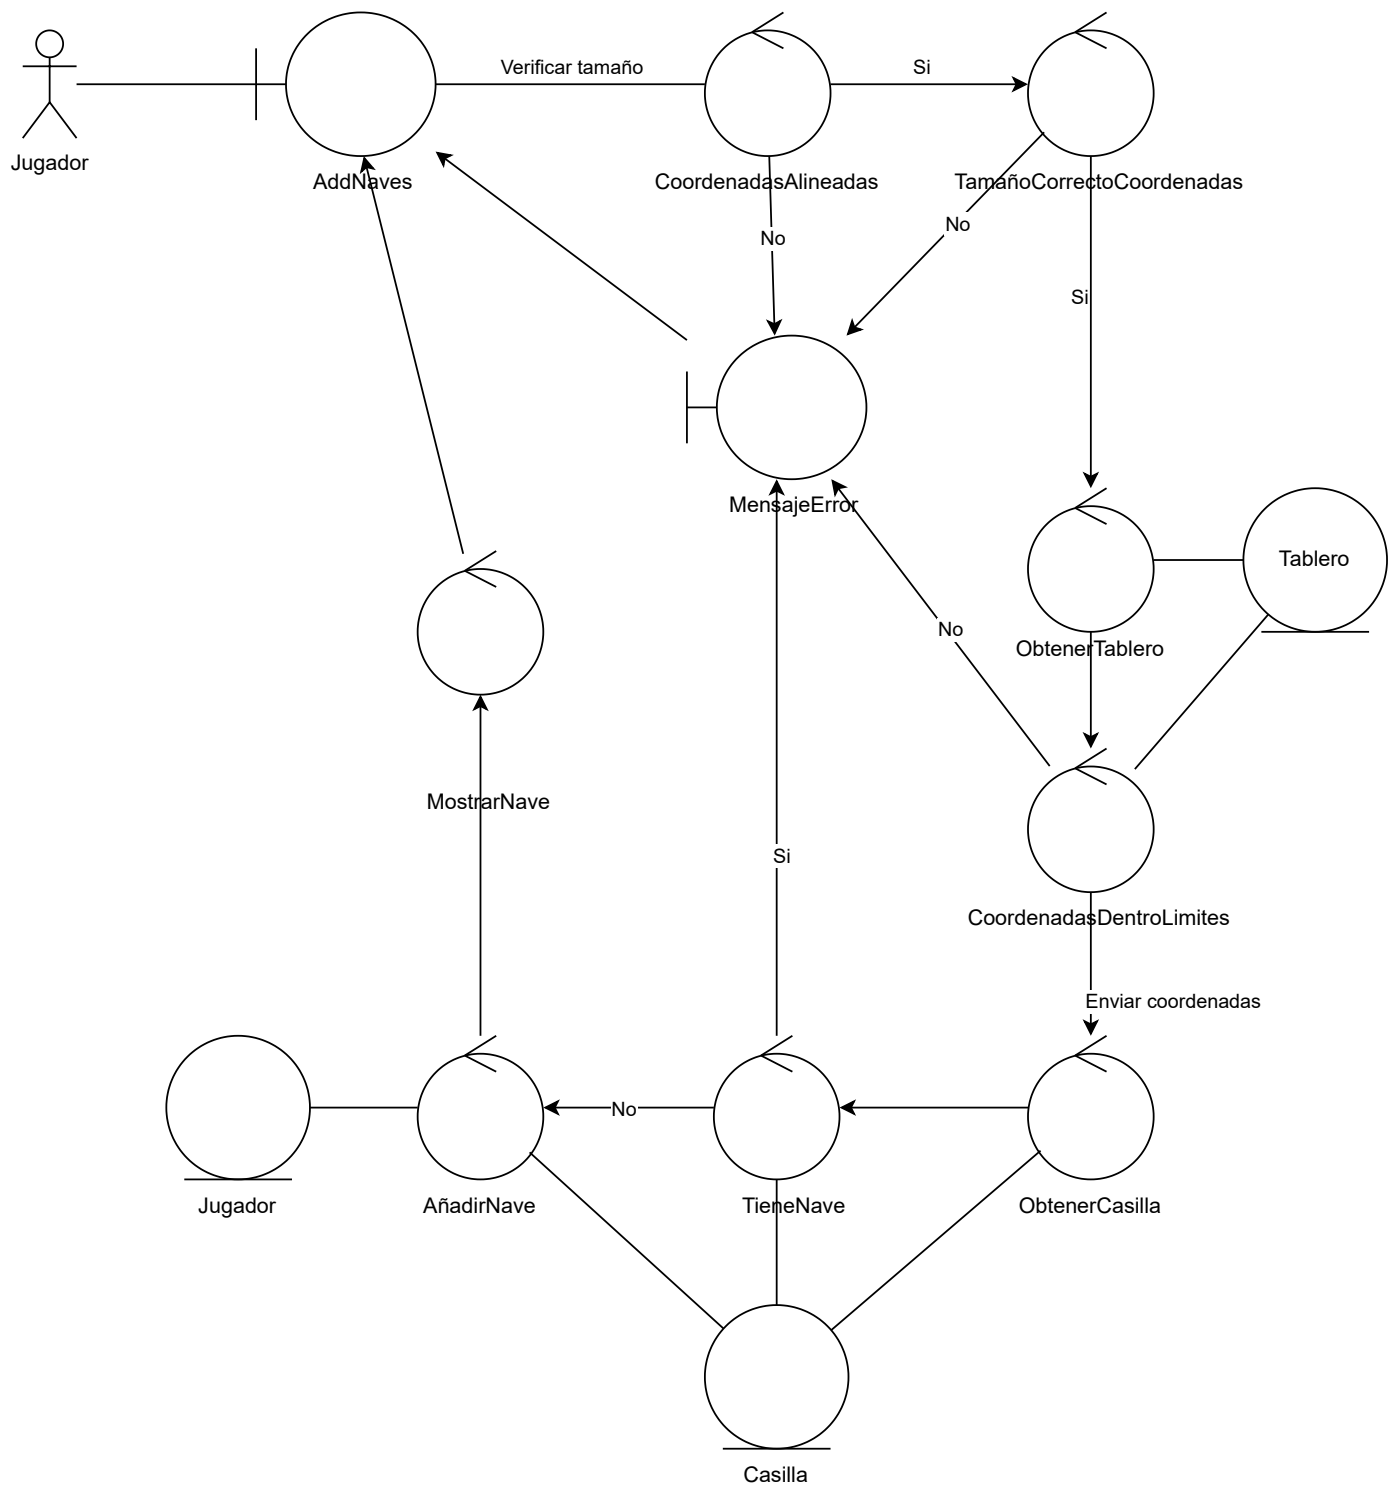 Verificar tamaño
Si
Jugador
AddNaves
CoordenadasAlineadas
TamañoCorrectoCoordenadas
No
No
Si
MensajeError
Tablero
No
ObtenerTablero
MostrarNave
Si
CoordenadasDentroLimites
Enviar coordenadas
No
Jugador
AñadirNave
TieneNave
ObtenerCasilla
Casilla